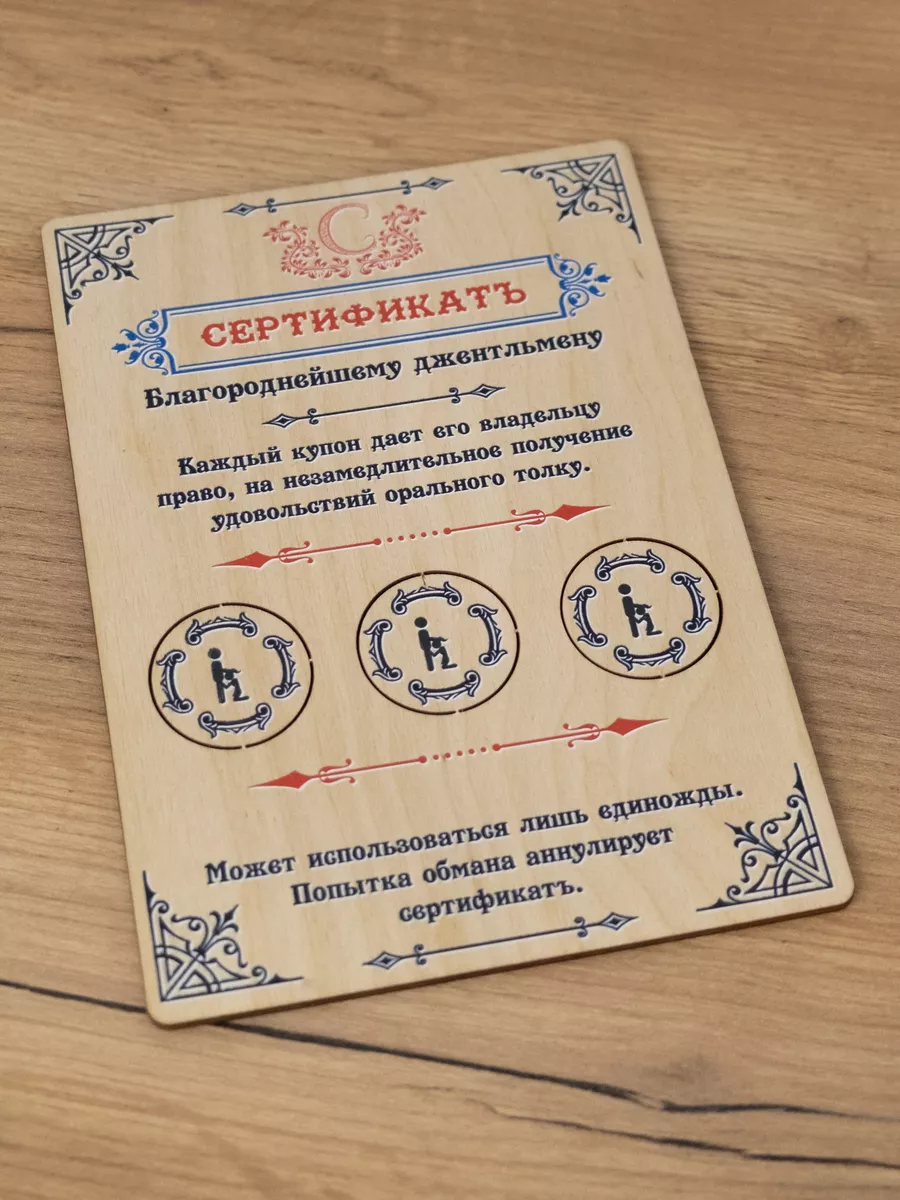 С
СЕРТИФИКАТЪ
Благороднейшему джентльмену
Каждый купон дает его владельцу
право, на незамедлительное получение
удовольствий орального толку.
Может использоваться лишь единожды.
Попытка обмана аннулирует
сертификатъ.